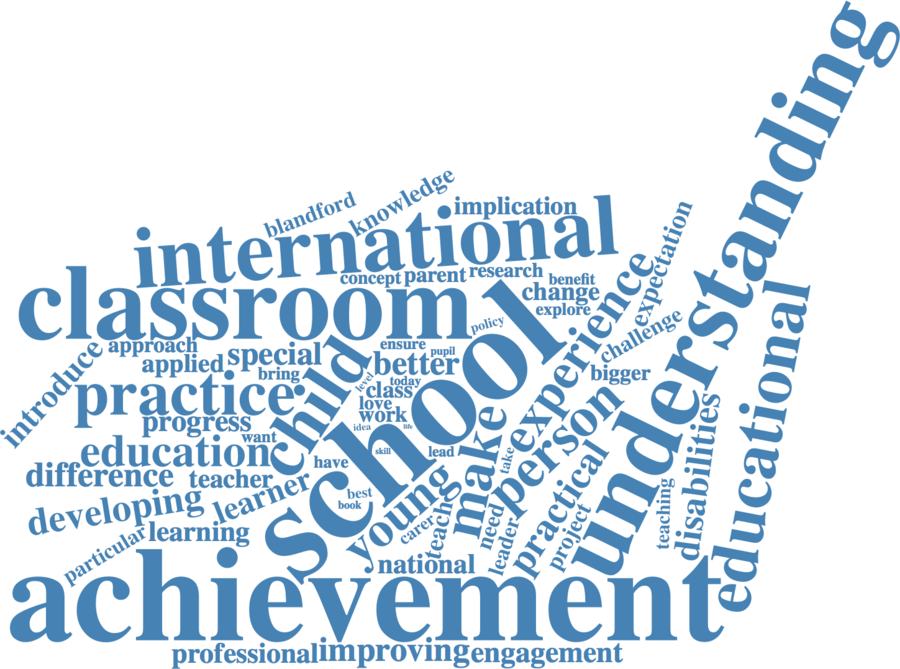 understanding
blandford
knowledge
implication
international
expectation
classroom
concept
parent
research
benefit
change
explore
experience
educational
school
policy
challenge
introduce
approach
ensure
pupil
applied
special
better
bigger
bring
child
level
today
class
practice
love
work
progress
idea
life
person
disabilities
want
education
skill
lead
make
take
practical
difference
teacher
have
learner
best
book
young
need
teaching
developing
career
teach
leader
project
particular
learning
national
achievement
professional
improving
engagement